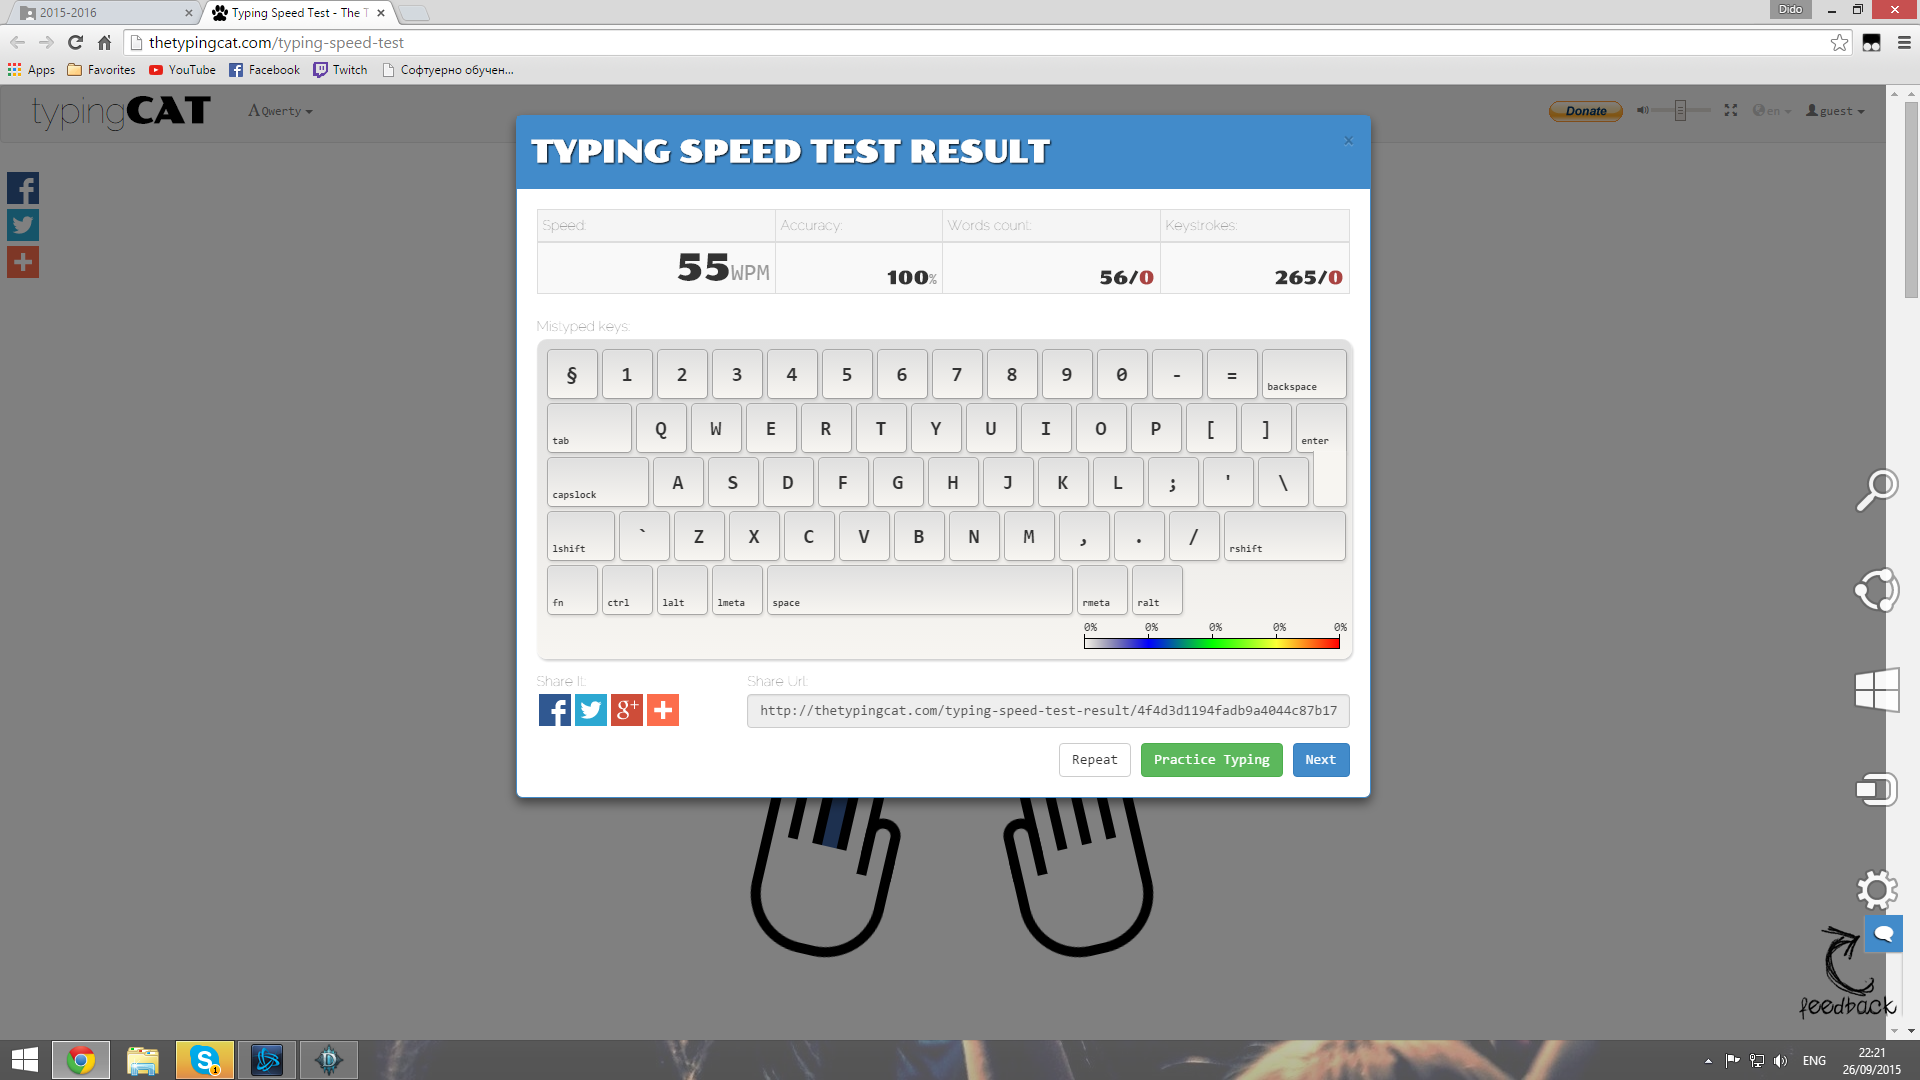 2015-2016
Typing Speed Test - The T
Dido
thetypingcat.com/typing-speed-test
Apps
Favorites
YouTube
Facebook
Twitch
Софтуерно обучен...
typingCAT
A Qwerty
Donate
en
guest
TYPING SPEED TEST RESULT
×
Speed:
Accuracy:
Words count:
Keystrokes:
55WPM
100%
56/0
265/0
Mistyped keys:
§ 1 2 3 4 5 6 7 8 9 0 - = backspace
tab Q W E R T Y U I O P [ ] enter
capslock A S D F G H J K L ; ' \
lshift ` Z X C V B N M , . / rshift
fn ctrl lalt lmeta space rmeta ralt
0% 0% 0% 0% 0%
Share It:
Share Url:
http://thetypingcat.com/typing-speed-test-result/4f4d3d1194fadb9a4044c87b17
Repeat
Practice Typing
Next
feedback
1
ENG
22:21
26/09/2015